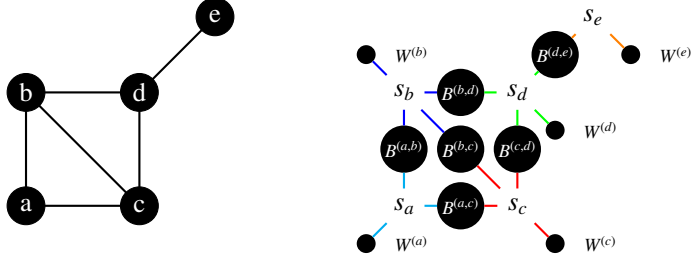 e
b
d
a
c
s_e
W^{(b)}
B^{(d,e)}
W^{(e)}
s_b
B^{(b,d)}
s_d
W^{(d)}
B^{(a,b)}
B^{(b,c)}
B^{(c,d)}
s_a
B^{(a,c)}
s_c
W^{(a)}
W^{(c)}